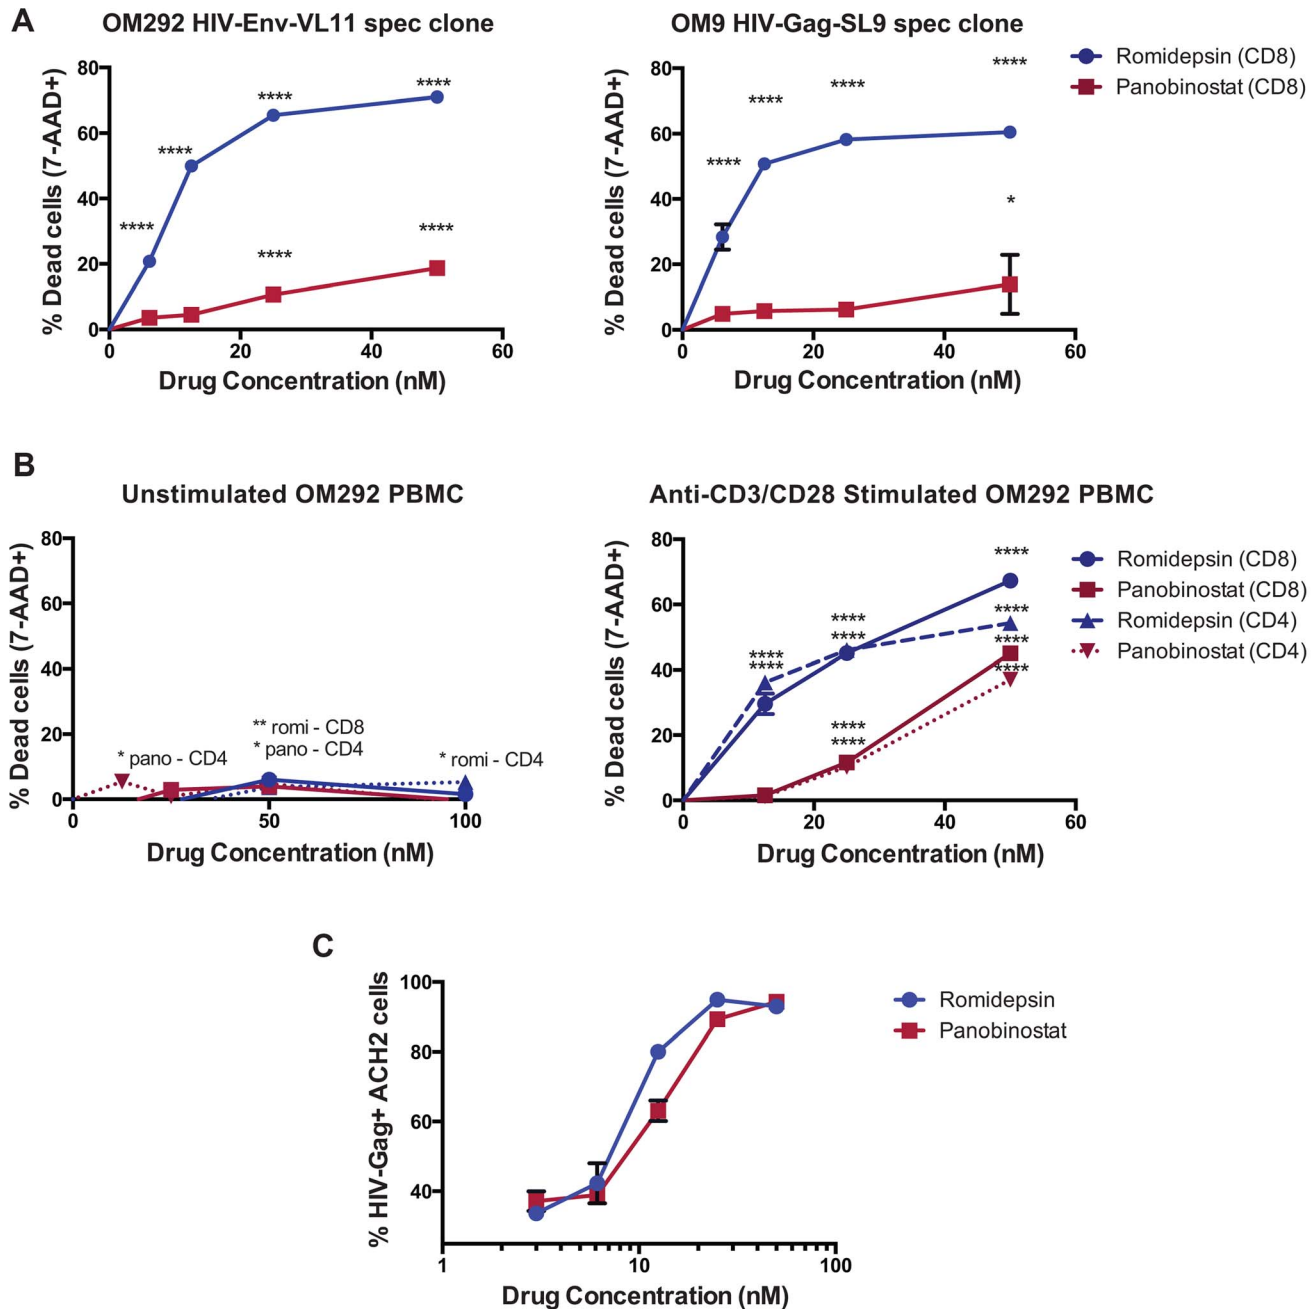 A
OM292 HIV-Env-VL11 spec clone
OM9 HIV-Gag-SL9 spec clone
Romidepsin (CD8)
Panobinostat (CD8)
% Dead cells (7-AAD+)
80
60
40
20
0
**** **** **** ****
**** ****
0 20 40 60
Drug Concentration (nM)
% Dead cells (7-AAD+)
80
60
40
20
0
**** **** **** ****
*
0 20 40 60
Drug Concentration (nM)
B
Unstimulated OM292 PBMC
Anti-CD3/CD28 Stimulated OM292 PBMC
% Dead cells (7-AAD+)
80
60
40
20
0
* pano - CD4
** romi - CD8
* pano - CD4
* romi - CD4
0 50 100
Drug Concentration (nM)
% Dead cells (7-AAD+)
80
60
40
20
0
****
****
****
****
****
****
****
****
****
****
0 20 40 60
Drug Concentration (nM)
Romidepsin (CD8)
Panobinostat (CD8)
Romidepsin (CD4)
Panobinostat (CD4)
C
% HIV-Gag+ ACH2 cells
100
80
60
40
1 10 100
Drug Concentration (nM)
Romidepsin
Panobinostat